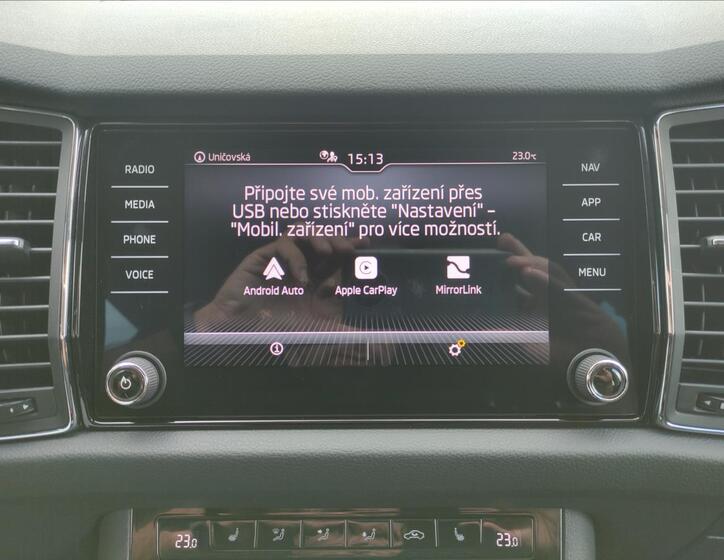 Uničovská 15:13 23.0°C
RADIO
MEDIA
PHONE
VOICE
Připojte své mob. zařízení přes
USB nebo stiskněte "Nastavení" –
"Mobil. zařízení" pro více možností.
Android Auto Apple CarPlay MirrorLink
NAV
APP
CAR
MENU
23.0 23.0